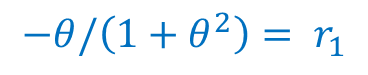 −θ/(1 + θ²) = r₁